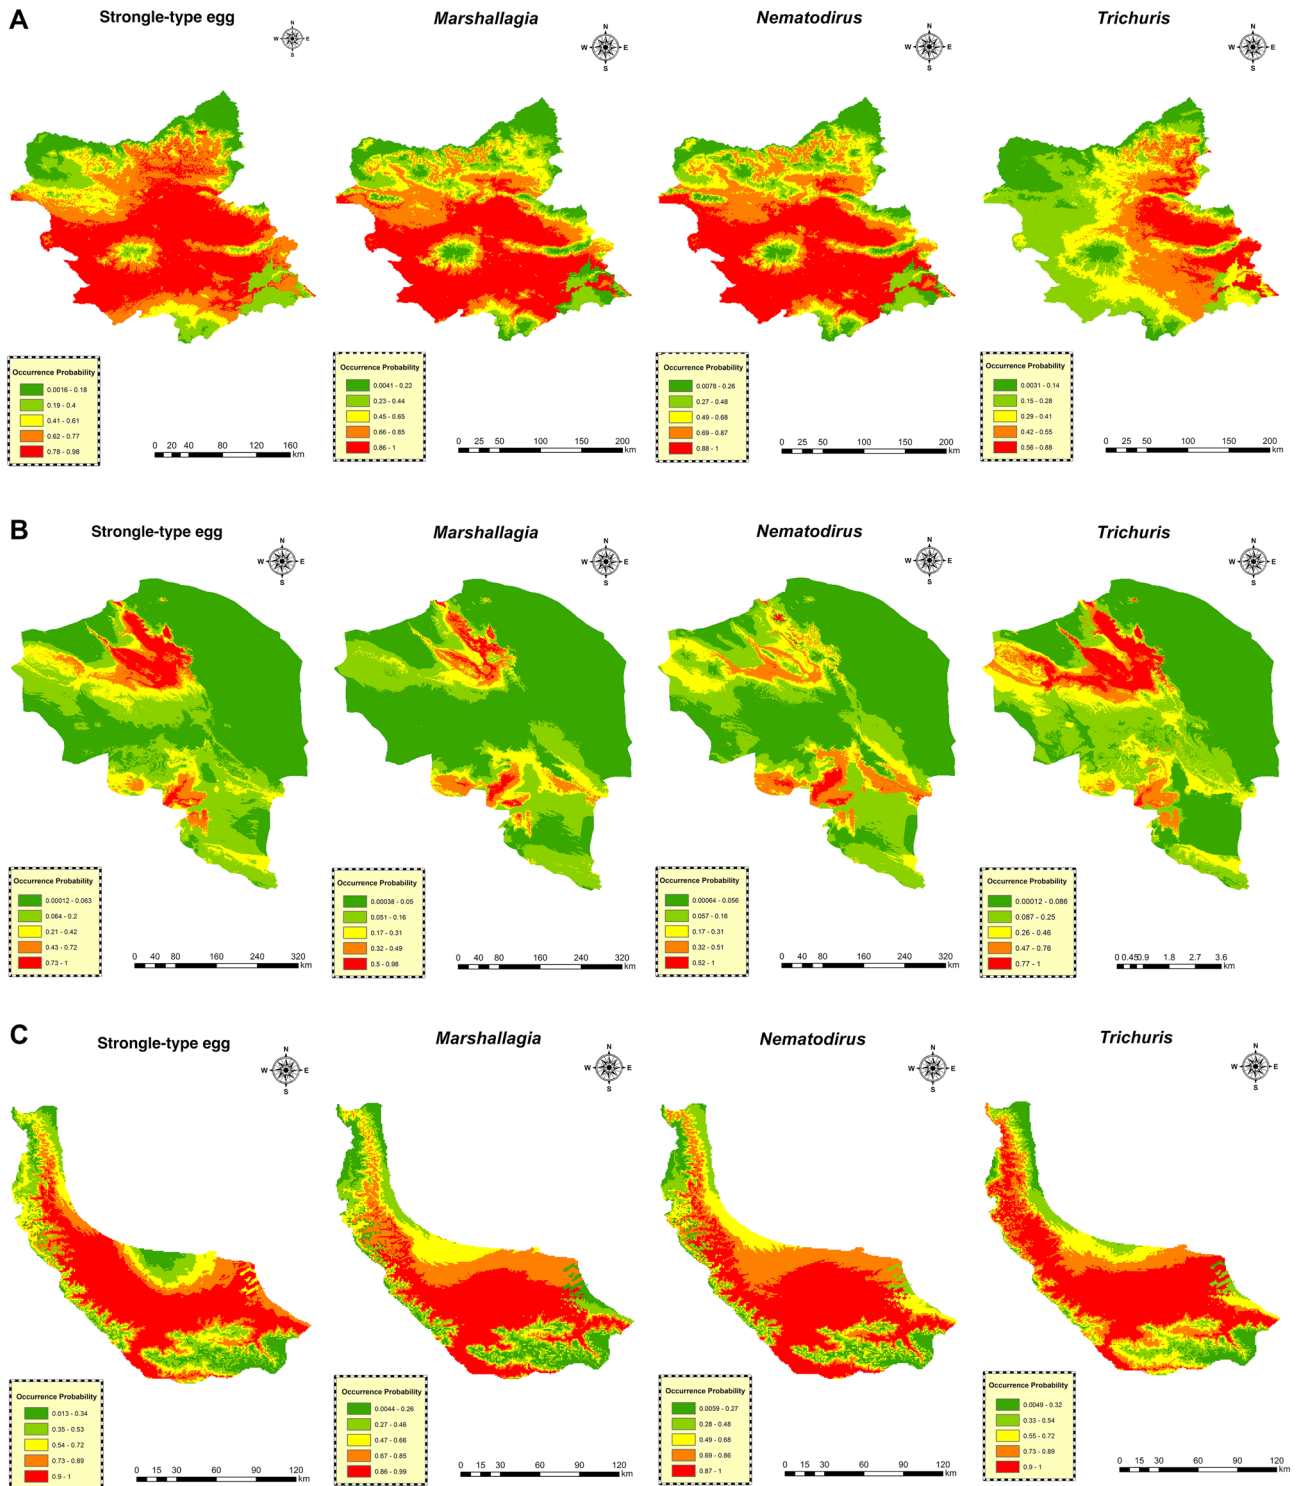 A
Strongle-type egg
Marshallagia
Nematodirus
Trichuris
N
W E
S
N
W E
S
N
W E
S
N
W E
S
Occurrence Probability
0.0016 - 0.18
0.19 - 0.4
0.41 - 0.61
0.62 - 0.77
0.78 - 0.98
0 20 40 80 120 160
km
Occurrence Probability
0.0041 - 0.22
0.23 - 0.44
0.45 - 0.65
0.66 - 0.85
0.86 - 1
0 25 50 100 150 200
km
Occurrence Probability
0.0078 - 0.26
0.27 - 0.48
0.49 - 0.68
0.69 - 0.87
0.88 - 1
0 25 50 100 150 200
km
Occurrence Probability
0.0031 - 0.14
0.15 - 0.28
0.29 - 0.41
0.42 - 0.55
0.56 - 0.88
0 25 50 100 150 200
km
B
Strongle-type egg
Marshallagia
Nematodirus
Trichuris
N
W E
S
N
W E
S
N
W E
S
N
W E
S
Occurrence Probability
0.00012 - 0.063
0.064 - 0.2
0.21 - 0.42
0.43 - 0.72
0.73 - 1
0 40 80 160 240 320
km
Occurrence Probability
0.00038 - 0.05
0.051 - 0.16
0.17 - 0.31
0.32 - 0.49
0.5 - 0.98
0 40 80 160 240 320
km
Occurrence Probability
0.00064 - 0.056
0.057 - 0.16
0.17 - 0.31
0.32 - 0.51
0.52 - 1
0 40 80 160 240 320
km
Occurrence Probability
0.00012 - 0.086
0.087 - 0.25
0.26 - 0.46
0.47 - 0.76
0.77 - 1
0 0.450.9 1.8 2.7 3.6
km
C
Strongle-type egg
Marshallagia
Nematodirus
Trichuris
N
W E
S
N
W E
S
N
W E
S
N
W E
S
Occurrence Probability
0.013 - 0.34
0.35 - 0.53
0.54 - 0.72
0.73 - 0.89
0.9 - 1
0 15 30 60 90 120
km
Occurrence Probability
0.0044 - 0.26
0.27 - 0.46
0.47 - 0.66
0.67 - 0.85
0.86 - 0.99
0 15 30 60 90 120
km
Occurrence Probability
0.0059 - 0.27
0.28 - 0.48
0.49 - 0.68
0.69 - 0.86
0.87 - 1
0 15 30 60 90 120
km
Occurrence Probability
0.0049 - 0.32
0.33 - 0.54
0.55 - 0.72
0.73 - 0.89
0.9 - 1
0 15 30 60 90 120
km